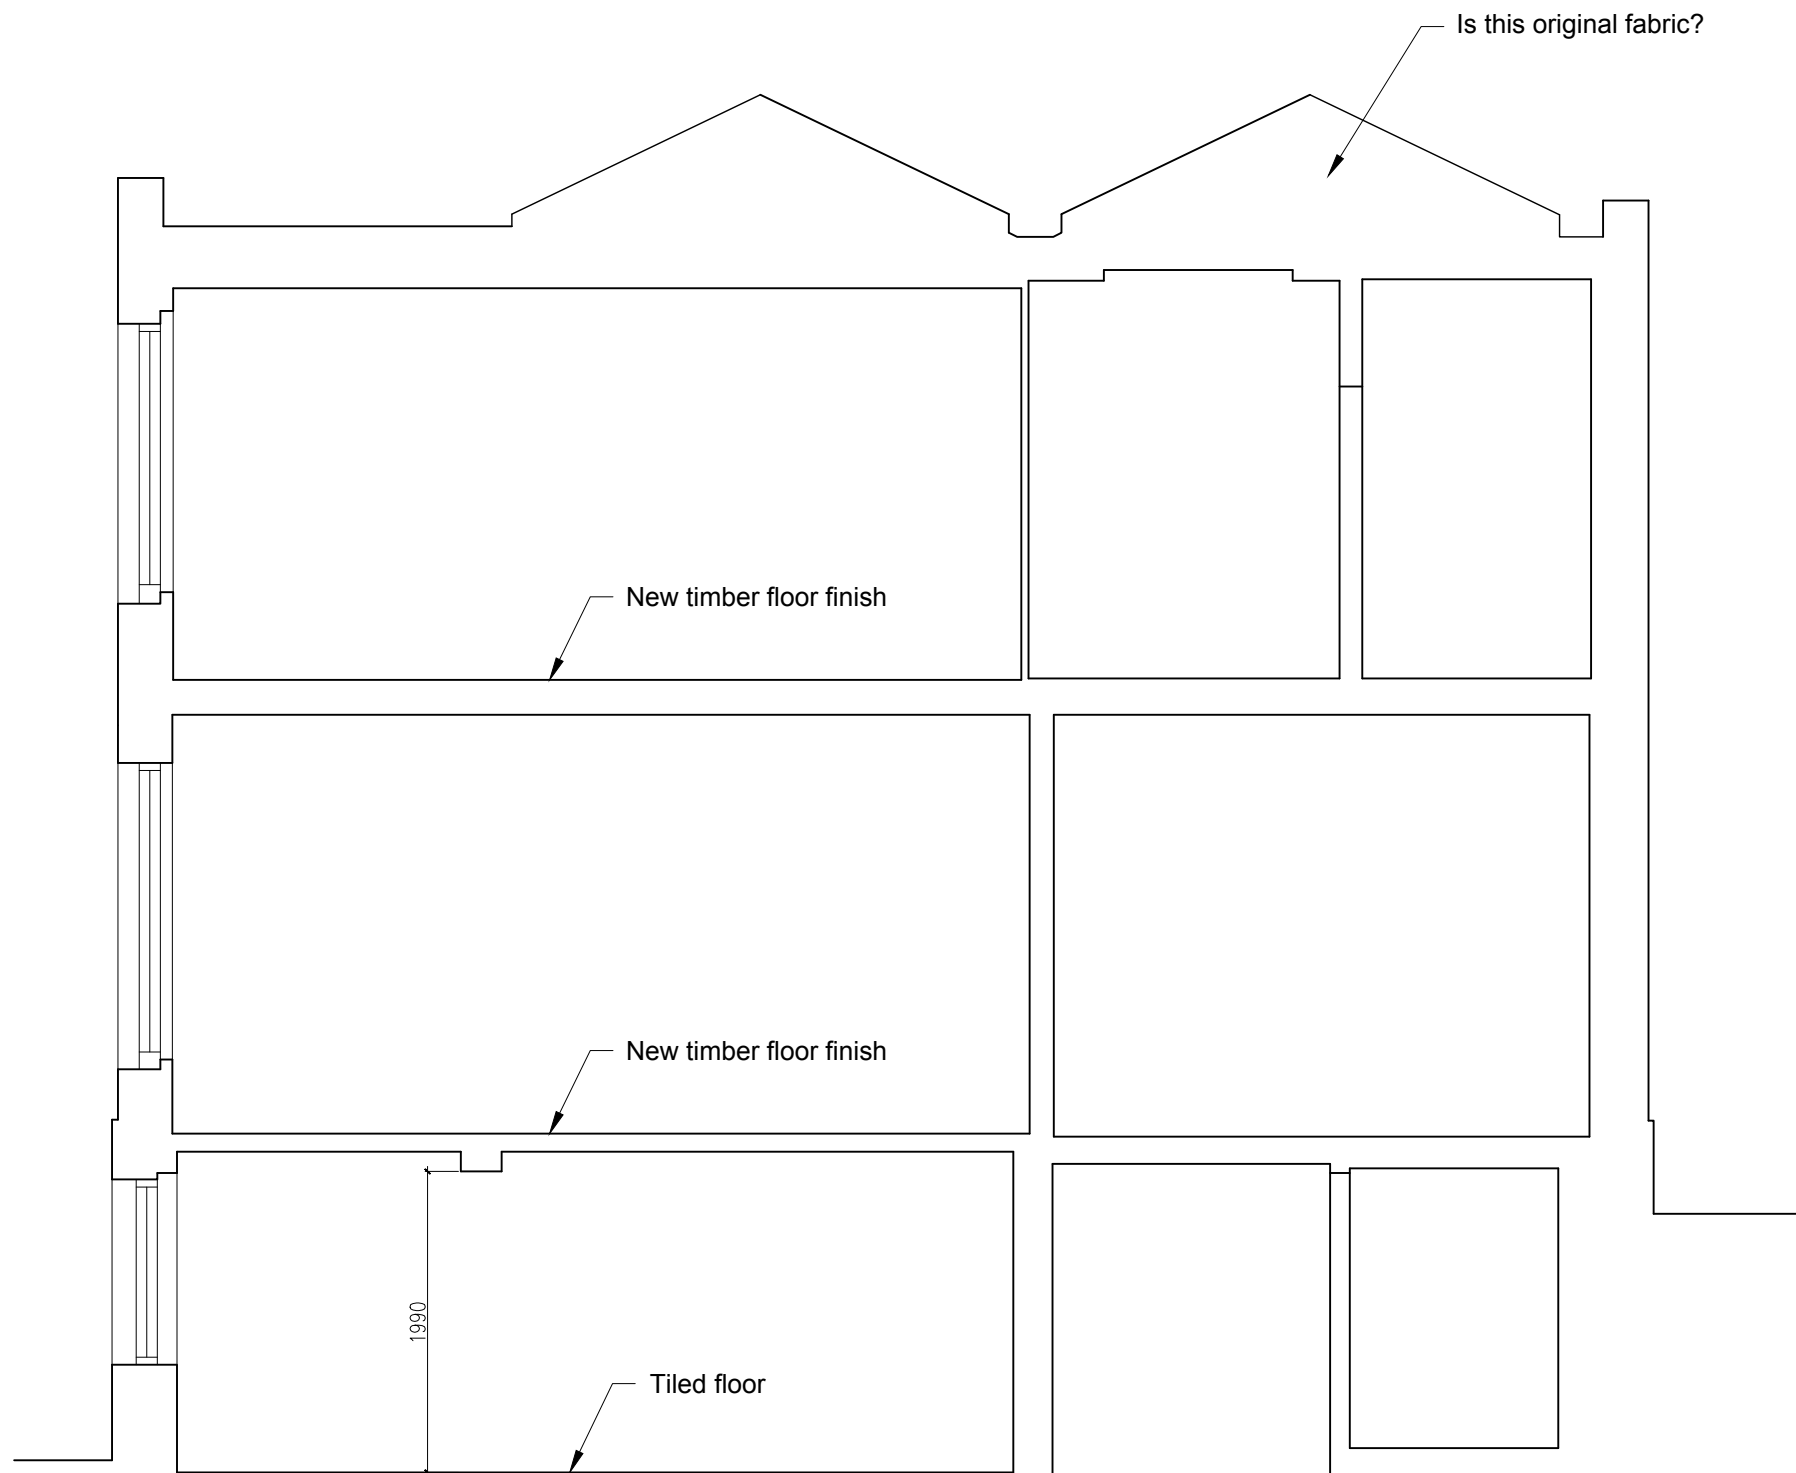 Is this original fabric?
New timber floor finish
New timber floor finish
1990
Tiled floor